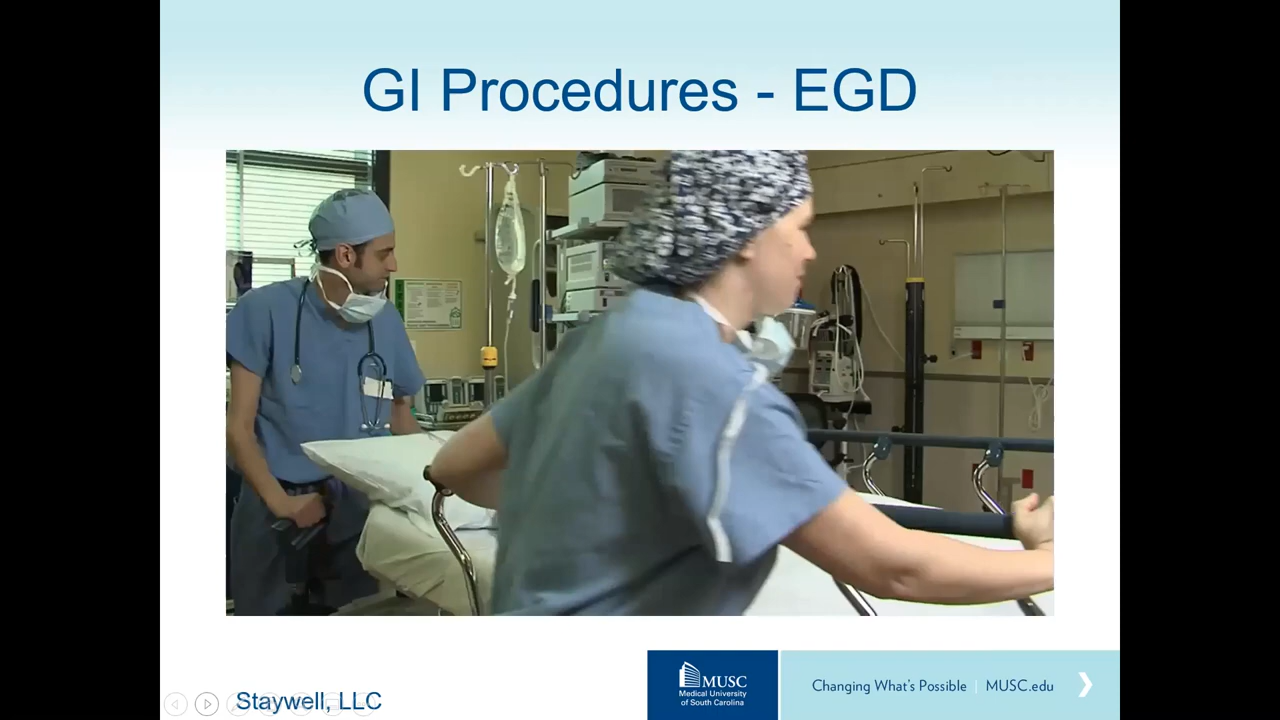 GI Procedures - EGD
Staywell, LLC
MUSC
Medical University
of South Carolina
Changing What's Possible | MUSC.edu